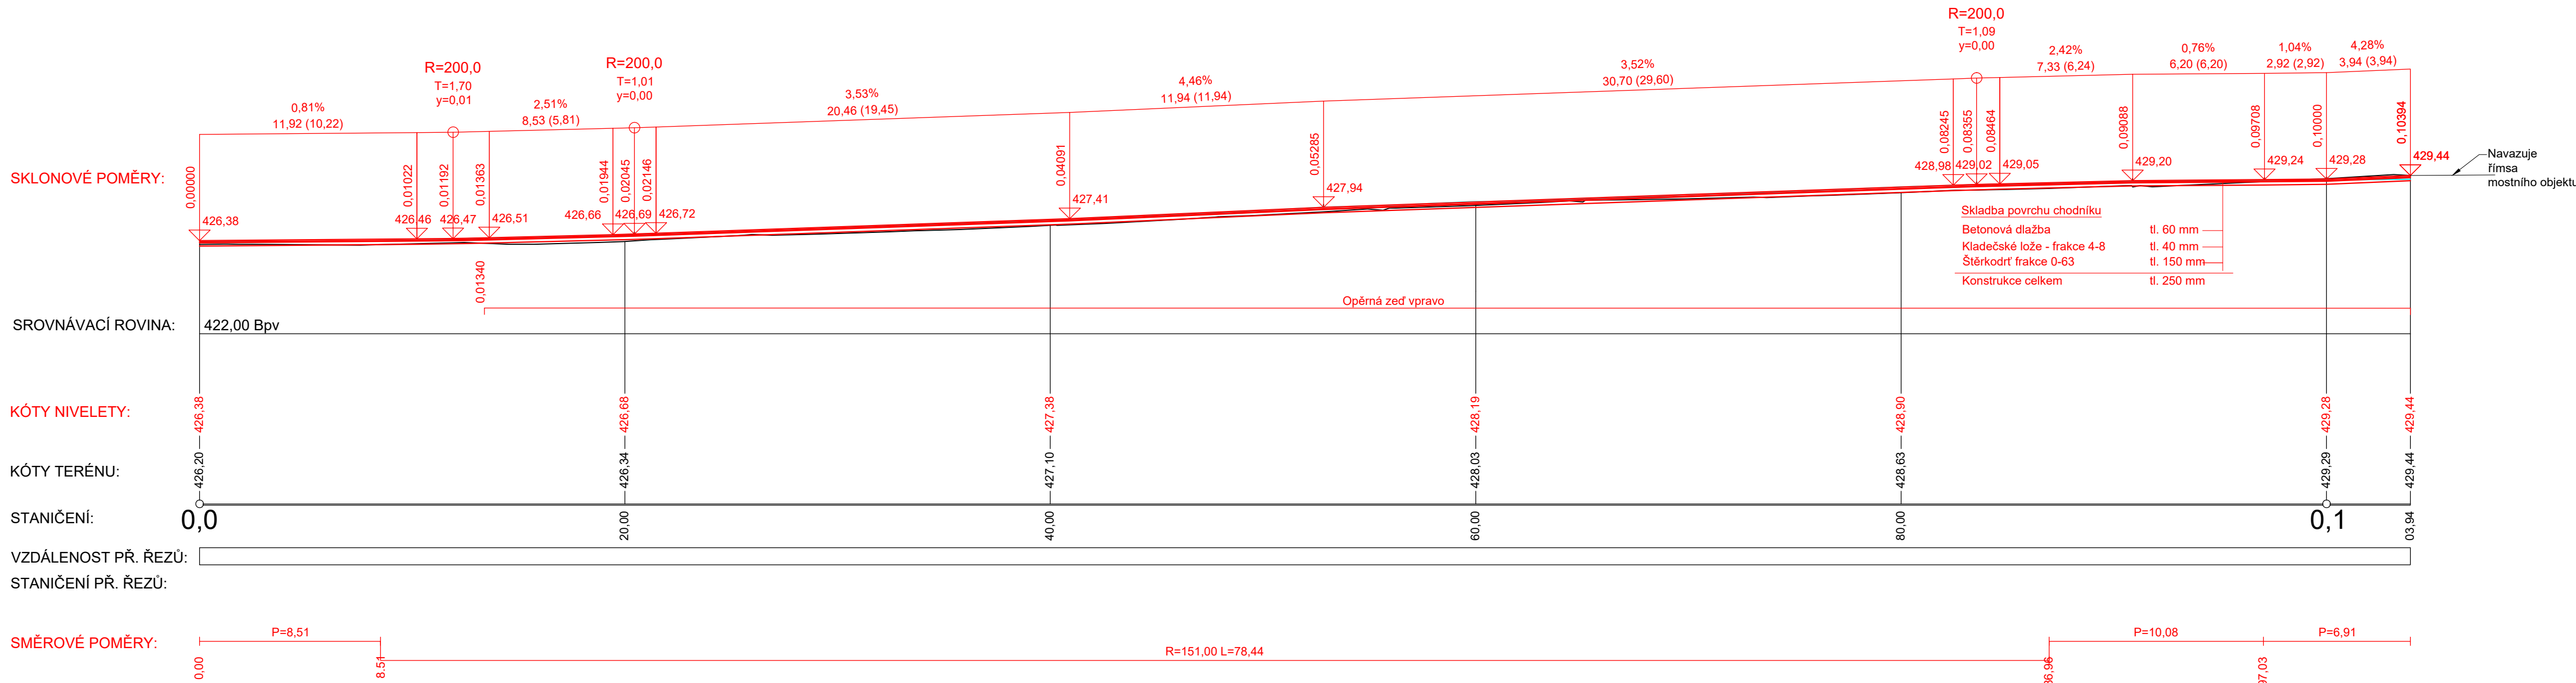 R=200,0
T=1,09
y=0,00
R=200,0
T=1,01
y=0,00
R=200,0
T=1,70
y=0,01
0,81%
11,92 (10,22)
2,51%
8,53 (5,81)
3,53%
20,46 (19,45)
4,46%
11,94 (11,94)
3,52%
30,70 (29,60)
2,42%
7,33 (6,24)
0,76%
6,20 (6,20)
1,04%
2,92 (2,92)
4,28%
3,94 (3,94)
SKLONOVÉ POMĚRY:
0,00000
0,01022
0,01192
0,01363
0,01944
0,02045
0,02146
0,04091
0,05285
0,08245
0,08355
0,08464
0,09088
0,09708
0,10000
0,10394
426,38
426,46
426,47
426,51
426,66
426,69
426,72
427,41
427,94
428,98
429,02
429,05
429,20
429,24
429,28
429,44
Navazuje
římsa
mostního objektu
Skladba povrchu chodníku
Betonová dlažba tl. 60 mm
Kladečské lože - frakce 4-8 tl. 40 mm
Štěrkodrť frakce 0-63 tl. 150 mm
Konstrukce celkem tl. 250 mm
0,01340
Opěrná zeď vpravo
SROVNÁVACÍ ROVINA: 422,00 Bpv
KÓTY NIVELETY: 426,38 426,68 427,38 428,19 428,90 429,28 429,44
KÓTY TERÉNU: 426,20 426,34 427,10 428,03 428,63 429,29 429,44
STANIČENÍ: 0,0 20,00 40,00 60,00 80,00 0,1 03,94
VZDÁLENOST PŘ. ŘEZŮ:
STANIČENÍ PŘ. ŘEZŮ:
SMĚROVÉ POMĚRY:
P=8,51
R=151,00 L=78,44
P=10,08
P=6,91
0,00
8,51